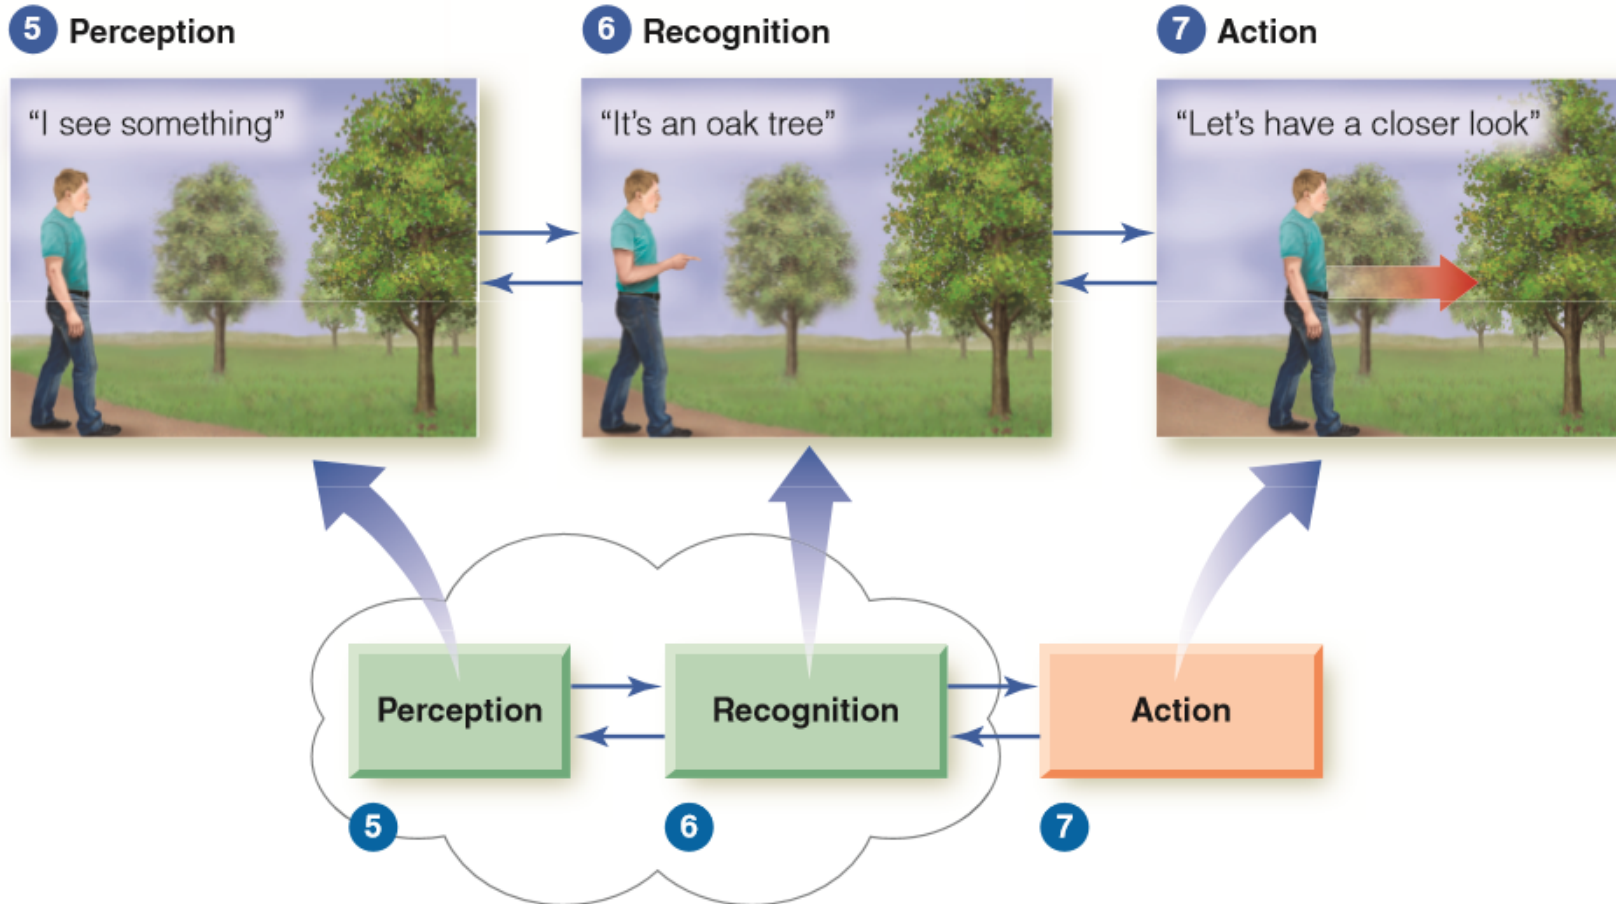 5 Perception
6 Recognition
7 Action
“I see something”
“It’s an oak tree”
“Let’s have a closer look”
Perception
Recognition
Action
5
6
7